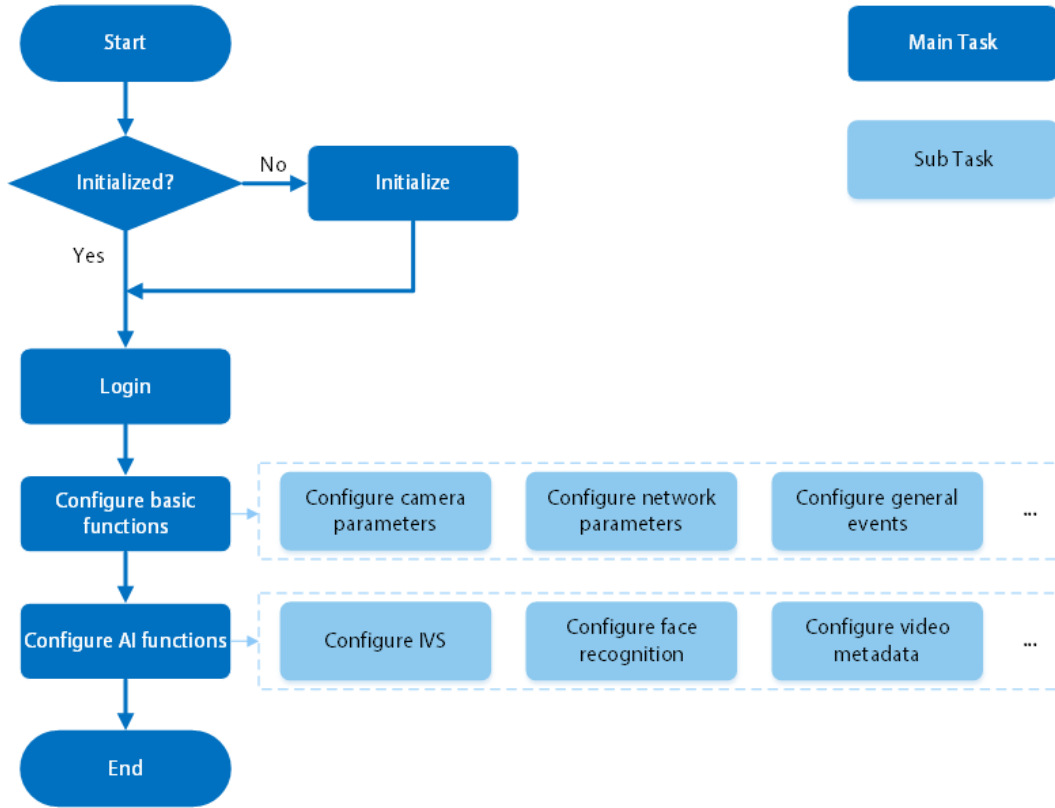 Start
Main Task
Sub Task
Initialized?
No
Initialize
Yes
Login
Configure basic
functions
Configure camera
parameters
Configure network
parameters
Configure general
events
...
Configure AI functions
Configure IVS
Configure face
recognition
Configure video
metadata
...
End